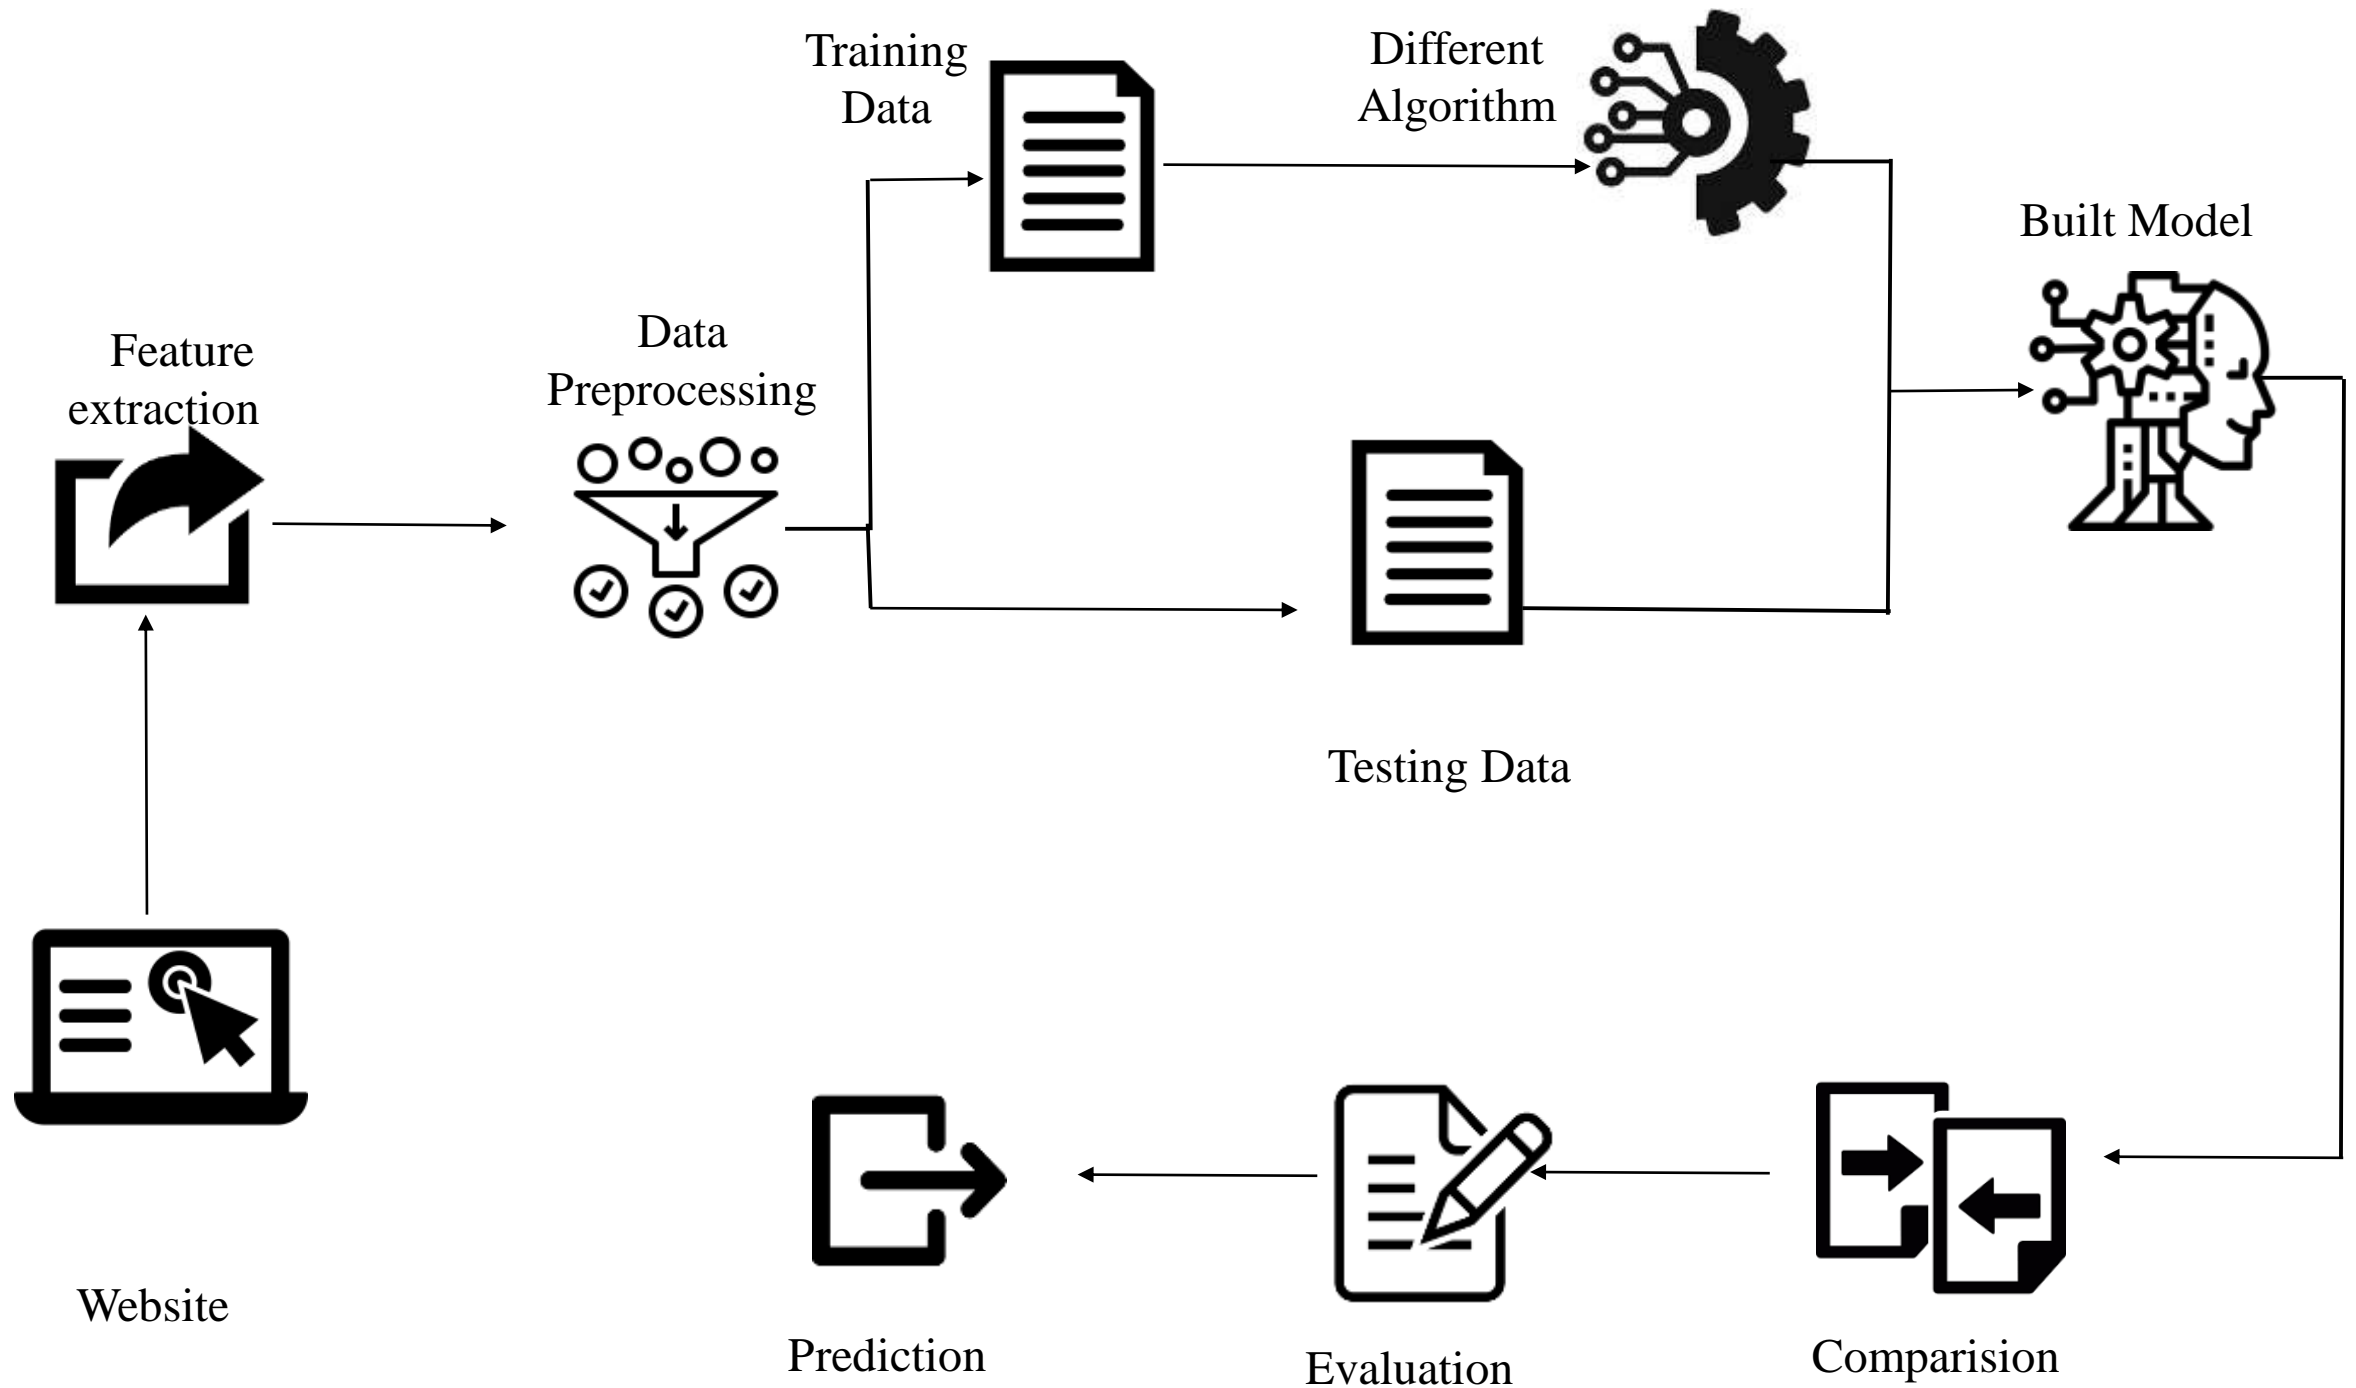 Training
Data
Different
Algorithm
Built Model
Feature
extraction
Data
Preprocessing
Testing Data
Website
Prediction
Evaluation
Comparision